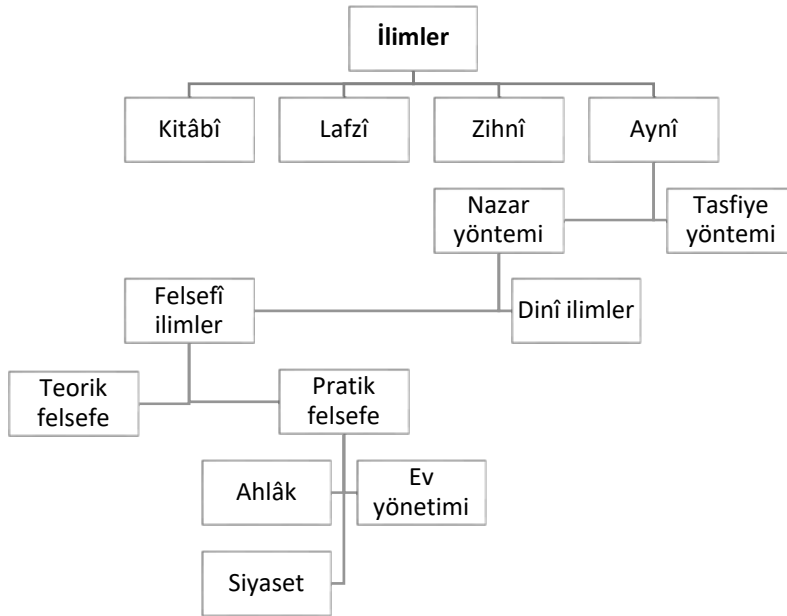 İlimler
Kitâbî
Lafzî
Zihnî
Aynî
Nazar
yöntemi
Tasfiye
yöntemi
Felsefî
ilimler
Dinî ilimler
Teorik
felsefe
Pratik
felsefe
Ahlâk
Ev
yönetimi
Siyaset